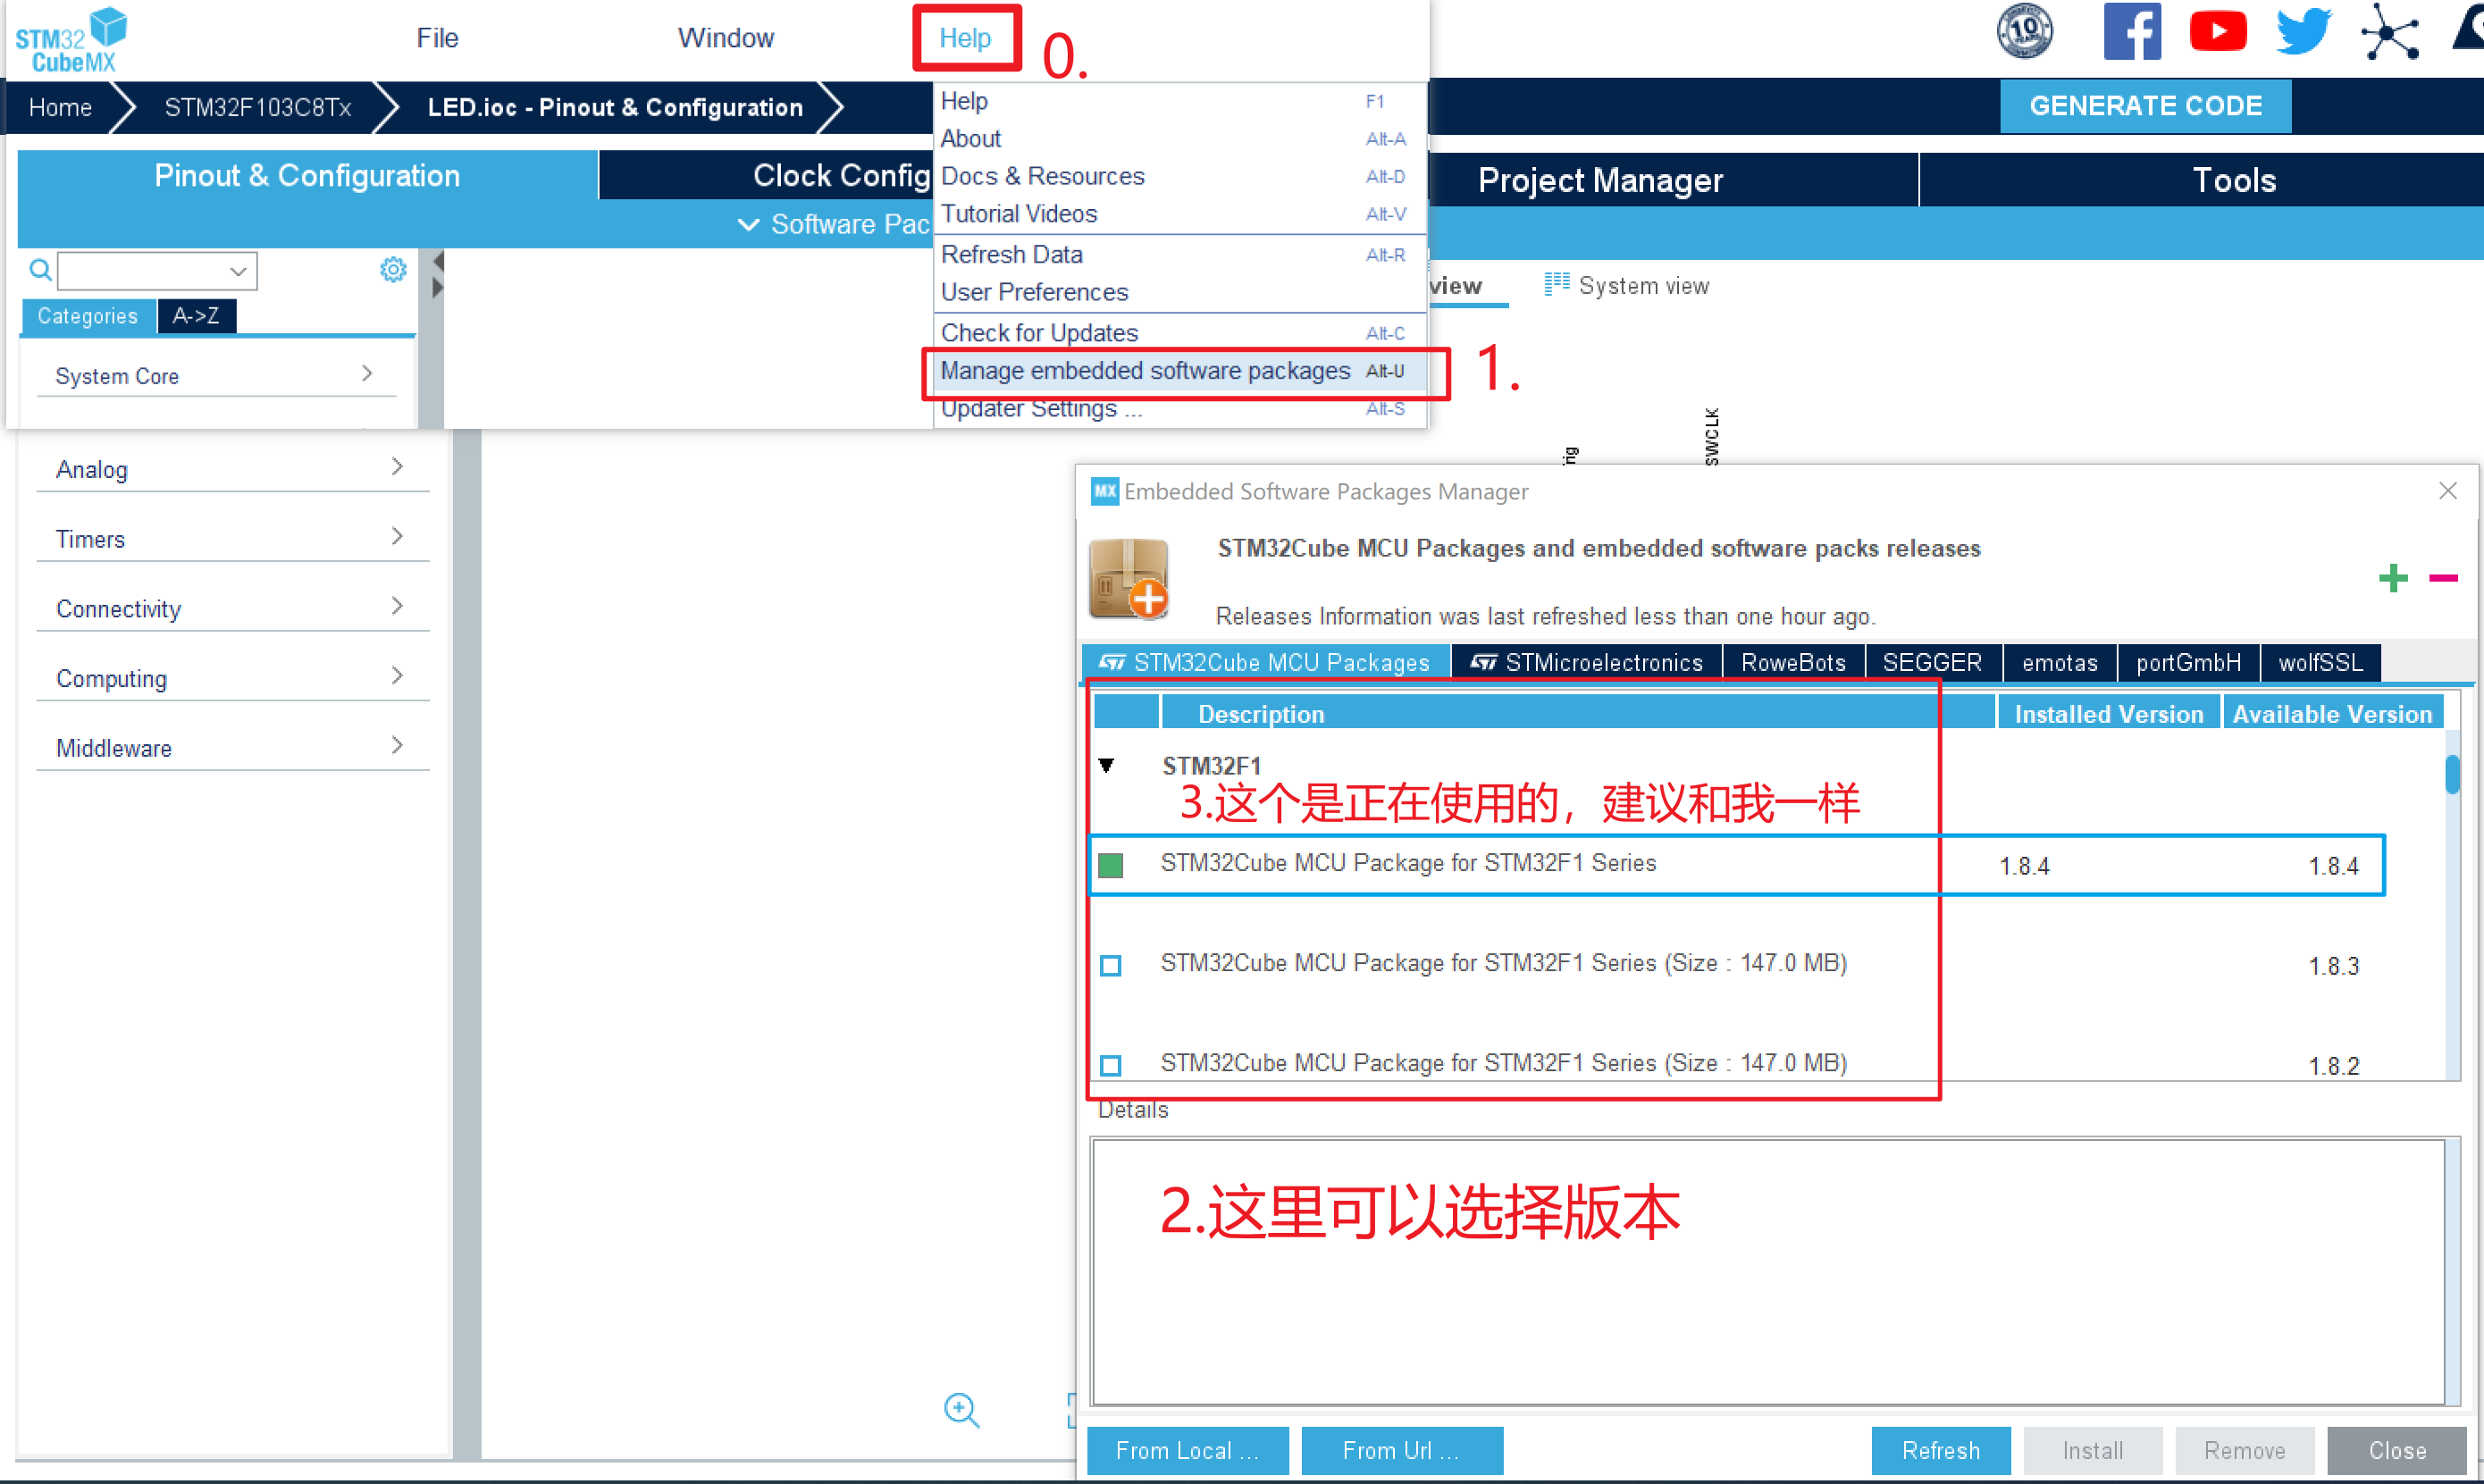 STM32
CubeMX
File
Window
Help
0.
10
Home
STM32F103C8Tx
LED.ioc - Pinout & Configuration
GENERATE CODE
Help F1
About Alt-A
Docs & Resources Alt-D
Tutorial Videos Alt-V
Refresh Data Alt-R
User Preferences
Check for Updates Alt-C
Manage embedded software packages Alt-U
Updater Settings ... Alt-S
1.
Pinout & Configuration
Clock Config
Project Manager
Tools
Software Pac
view
System view
Categories
A->Z
System Core
Analog
Timers
Connectivity
Computing
Middleware
SWCLK
MX Embedded Software Packages Manager
STM32Cube MCU Packages and embedded software packs releases
Releases Information was last refreshed less than one hour ago.
STM32Cube MCU Packages
STMicroelectronics
RoweBots
SEGGER
emotas
portGmbH
wolfSSL
Description
Installed Version
Available Version
STM32F1
3.这个是正在使用的，建议和我一样
STM32Cube MCU Package for STM32F1 Series 1.8.4 1.8.4
STM32Cube MCU Package for STM32F1 Series (Size : 147.0 MB) 1.8.3
STM32Cube MCU Package for STM32F1 Series (Size : 147.0 MB) 1.8.2
Details
2.这里可以选择版本
From Local ...
From Url ...
Refresh
Install
Remove
Close